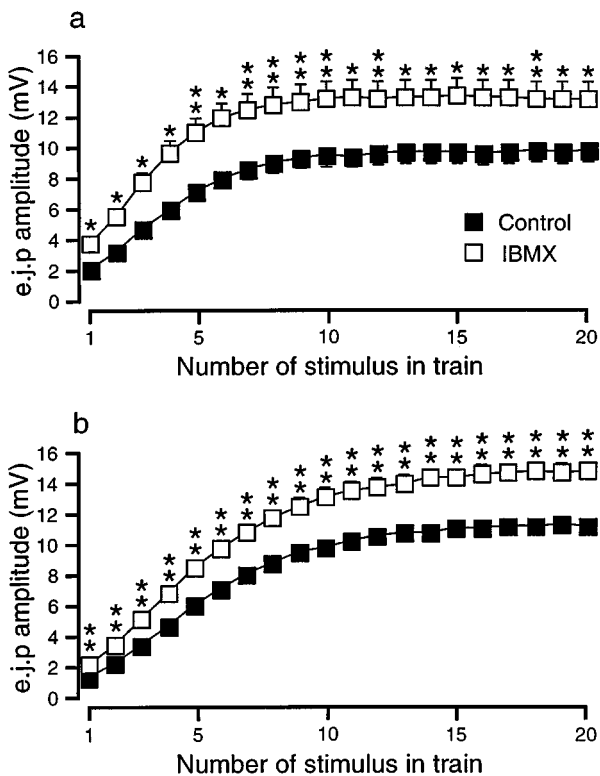 a
e.j.p amplitude (mV)
16
14
12
10
8
6
4
2
0
* * * * ** * ** ** ** ** * ** * * * * * ** * *
Control
IBMX
1 5 10 15 20
Number of stimulus in train
b
e.j.p amplitude (mV)
16
14
12
10
8
6
4
2
0
** ** ** ** ** ** ** ** ** ** ** ** ** ** ** ** ** ** ** **
1 5 10 15 20
Number of stimulus in train